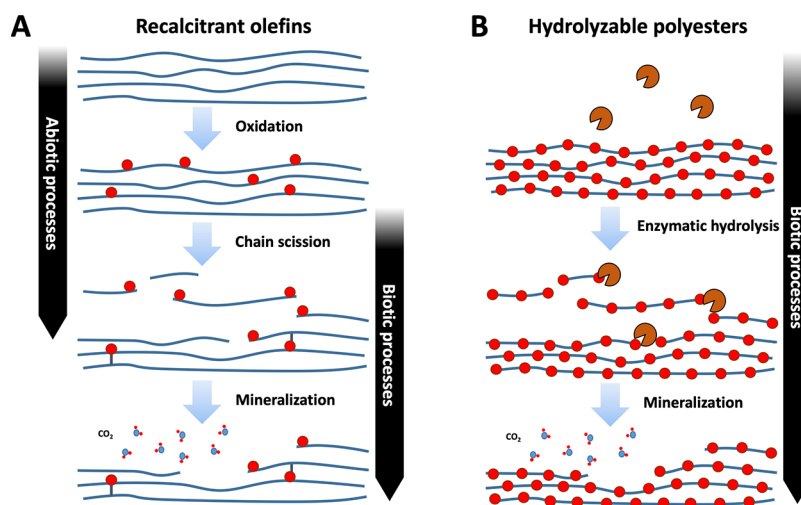 A
Recalcitrant olefins
Abiotic processes
Oxidation
Chain scission
Biotic processes
Mineralization
CO₂
B
Hydrolyzable polyesters
Enzymatic hydrolysis
Biotic processes
Mineralization
CO₂